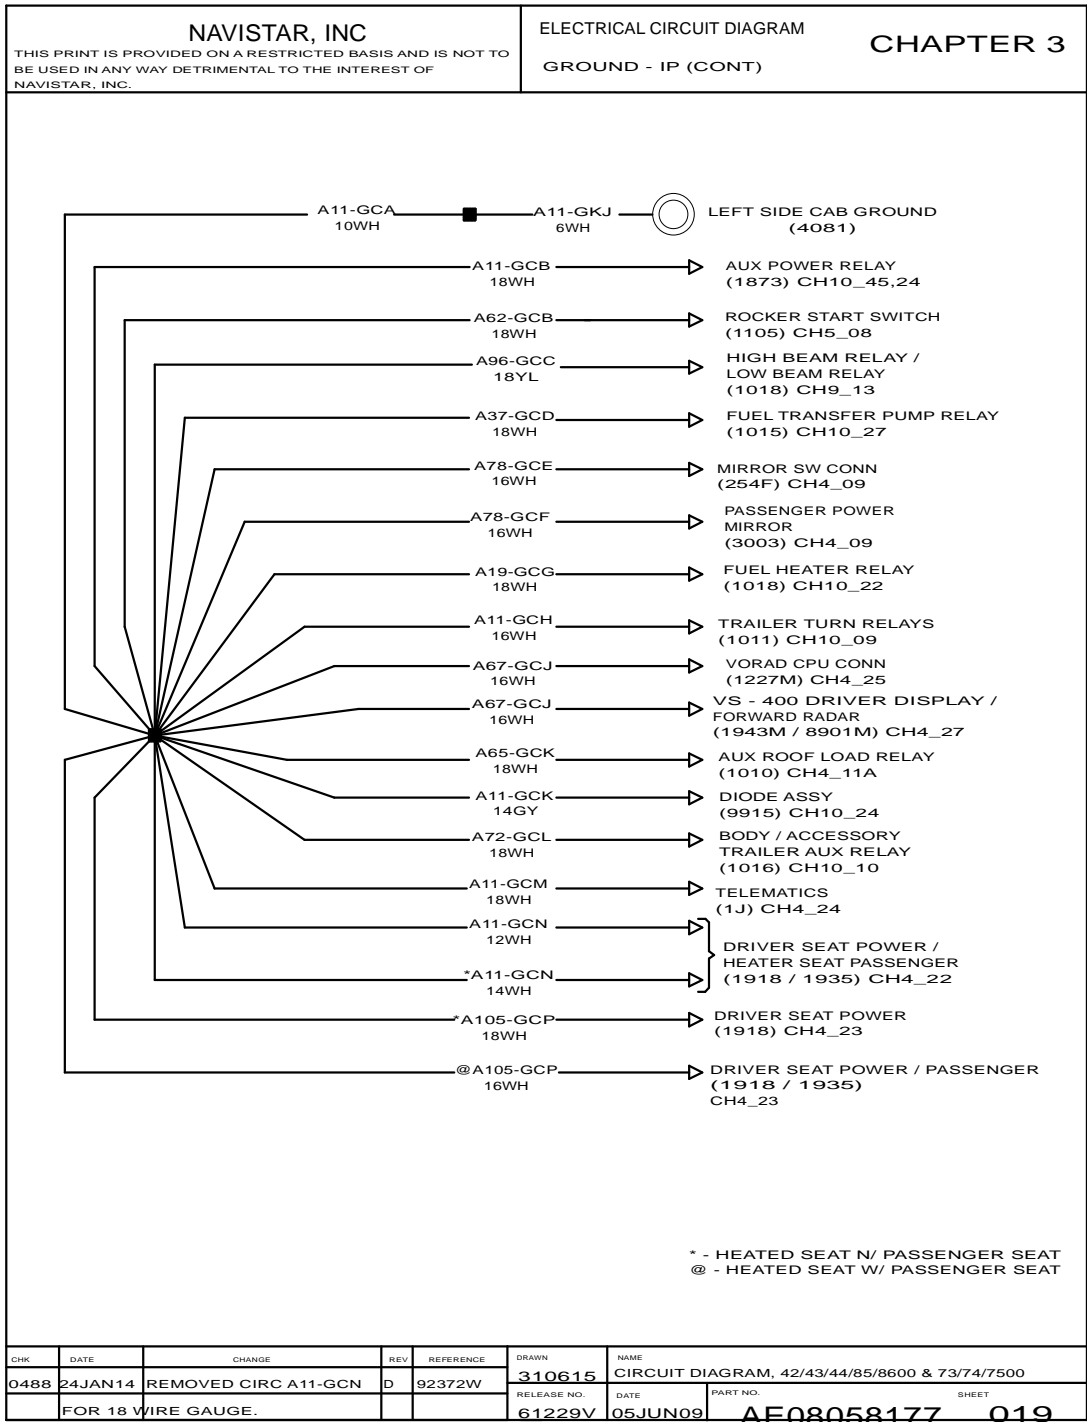 NAVISTAR, INC
THIS PRINT IS PROVIDED ON A RESTRICTED BASIS AND IS NOT TO
BE USED IN ANY WAY DETRIMENTAL TO THE INTEREST OF
NAVISTAR, INC.
ELECTRICAL CIRCUIT DIAGRAM
GROUND - IP (CONT)
CHAPTER 3
A11-GCA
10WH
A11-GKJ
6WH
LEFT SIDE CAB GROUND
(4081)
A11-GCB
18WH
AUX POWER RELAY
(1873) CH10_45,24
A62-GCB
18WH
ROCKER START SWITCH
(1105) CH5_08
A96-GCC
18YL
HIGH BEAM RELAY /
LOW BEAM RELAY
(1018) CH9_13
A37-GCD
18WH
FUEL TRANSFER PUMP RELAY
(1015) CH10_27
A78-GCE
16WH
MIRROR SW CONN
(254F) CH4_09
A78-GCF
16WH
PASSENGER POWER
MIRROR
(3003) CH4_09
A19-GCG
18WH
FUEL HEATER RELAY
(1018) CH10_22
A11-GCH
16WH
TRAILER TURN RELAYS
(1011) CH10_09
A67-GCJ
16WH
VORAD CPU CONN
(1227M) CH4_25
A67-GCJ
16WH
VS - 400 DRIVER DISPLAY /
FORWARD RADAR
(1943M / 8901M) CH4_27
A65-GCK
18WH
AUX ROOF LOAD RELAY
(1010) CH4_11A
A11-GCK
14GY
DIODE ASSY
(9915) CH10_24
A72-GCL
18WH
BODY / ACCESSORY
TRAILER AUX RELAY
(1016) CH10_10
A11-GCM
18WH
TELEMATICS
(1J) CH4_24
A11-GCN
12WH
*A11-GCN
14WH
DRIVER SEAT POWER /
HEATER SEAT PASSENGER
(1918 / 1935) CH4_22
*A105-GCP
18WH
DRIVER SEAT POWER
(1918) CH4_23
@A105-GCP
16WH
DRIVER SEAT POWER / PASSENGER
(1918 / 1935)
CH4_23
* - HEATED SEAT N/ PASSENGER SEAT
@ - HEATED SEAT W/ PASSENGER SEAT
CHK DATE CHANGE REV REFERENCE
0488 24JAN14 REMOVED CIRC A11-GCN D 92372W
FOR 18 WIRE GAUGE.
DRAWN
310615
NAME
CIRCUIT DIAGRAM, 42/43/44/85/8600 & 73/74/7500
RELEASE NO.
61229V
DATE
05JUN09
PART NO.
AE08058177
SHEET
019